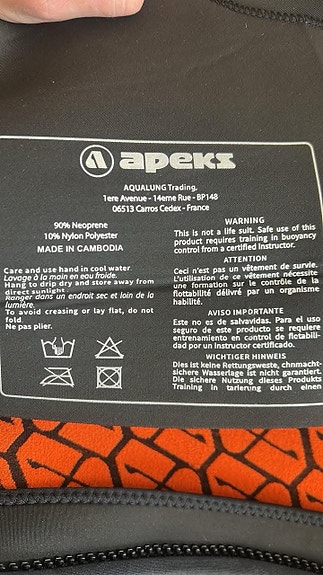 apeks
AQUALUNG Trading,
1ere Avenue - 14eme Rue - BP148
06513 Carros Cedex - France
90% Neoprene
10% Nylon Polyester
MADE IN CAMBODIA
Care and use hand in cool water.
Lavage à la main en eau froide.
Hang to drip dry and store away from
direct sunlight.
Ranger dans un endroit sec et loin de la
lumière.
To avoid creasing or lay flat, do not
fold.
Ne pas plier.
WARNING
This is not a life suit. Safe use of this
product requires training in buoyancy
control from a certified Instructor.
ATTENTION
Ceci n'est pas un vêtement de survie.
L'utilisation de ce vêtement nécessite
une formation sur le contrôle de la
flottabilité délivré par un organisme
habilité.
AVISO IMPORTANTE
Este no es de salvavidas. Para el uso
seguro de este producto se requiere
entrenamiento en control de flotabili-
dad por un Instructor certificado.
WICHTIGER HINWEIS
Dies ist keine Rettungsweste, chnmacht-
sichere Wasserlage ist nicht garantiert.
Die sichere Nutzung dieses Produkts
Training in tarierung durch einen